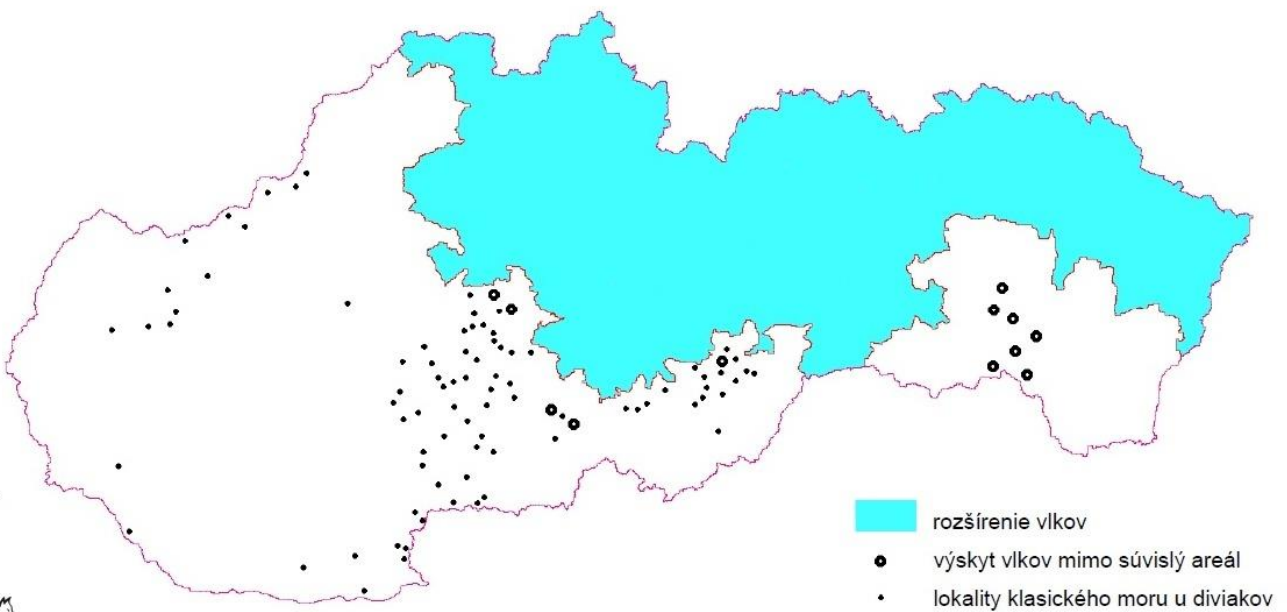 rozšírenie vlkov
výskyt vlkov mimo súvislý areál
lokality klasického moru u diviakov